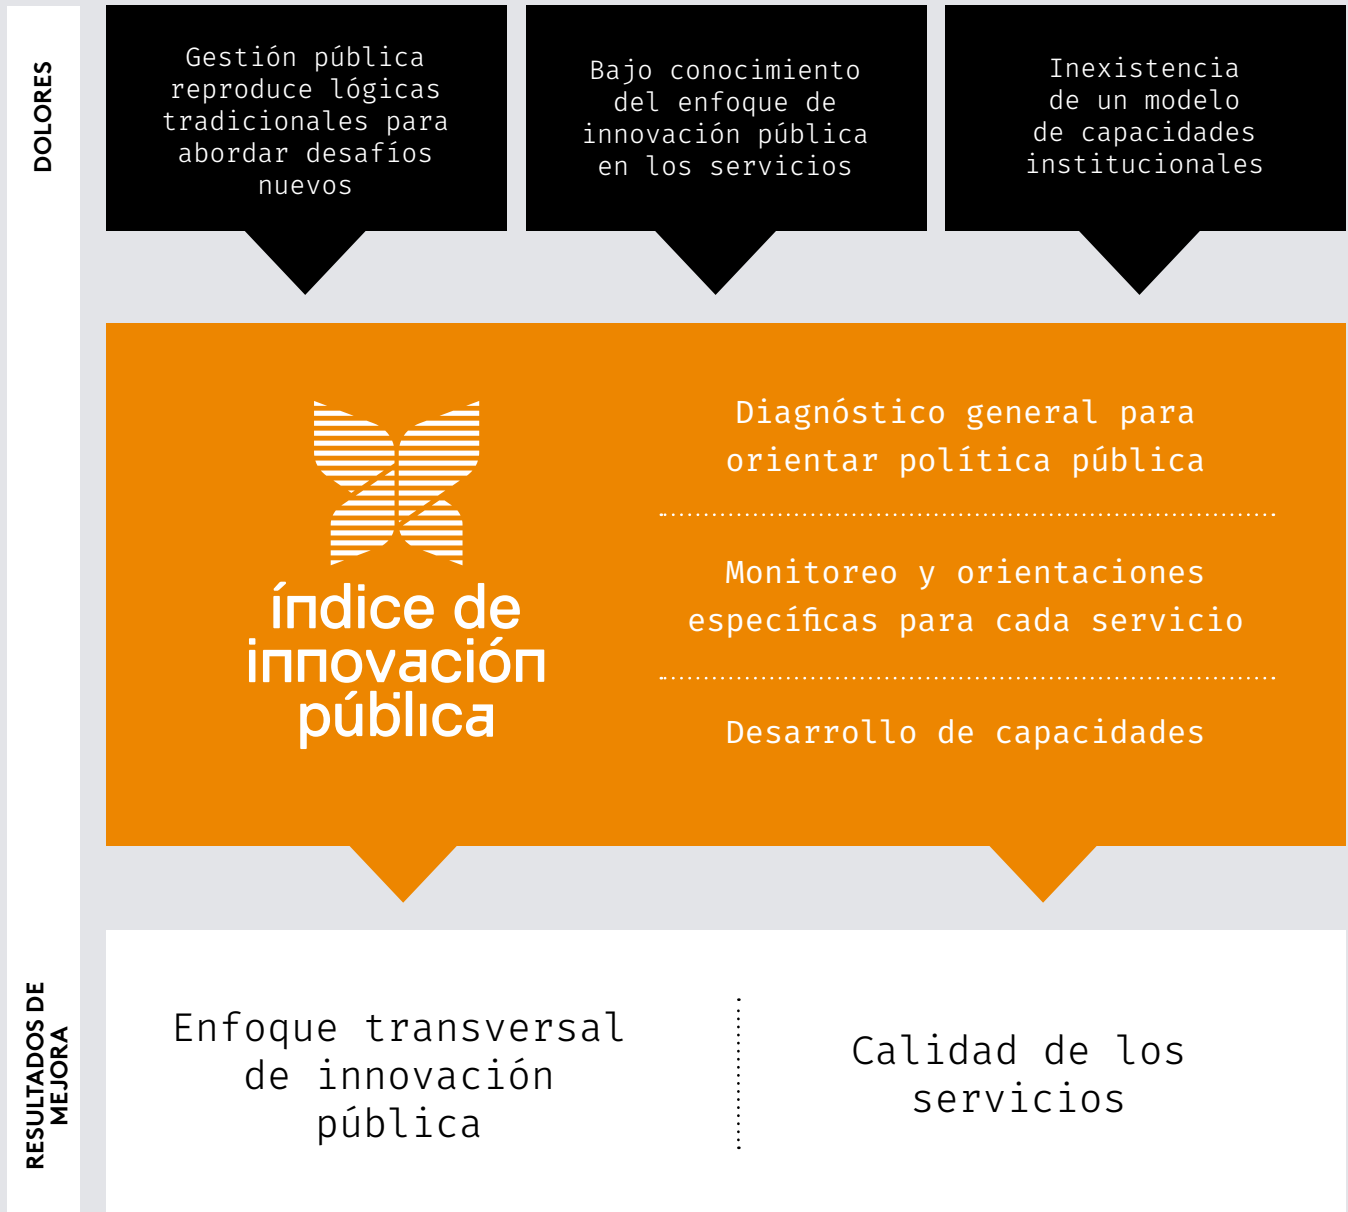 DOLORES
Gestión pública
reproduce lógicas
tradicionales para
abordar desafíos
nuevos
Bajo conocimiento
del enfoque de
innovación pública
en los servicios
Inexistencia
de un modelo
de capacidades
institucionales
índice de
innovación
pública
Diagnóstico general para
orientar política pública
Monitoreo y orientaciones
específicas para cada servicio
Desarrollo de capacidades
RESULTADOS DE
MEJORA
Enfoque transversal
de innovación
pública
Calidad de los
servicios